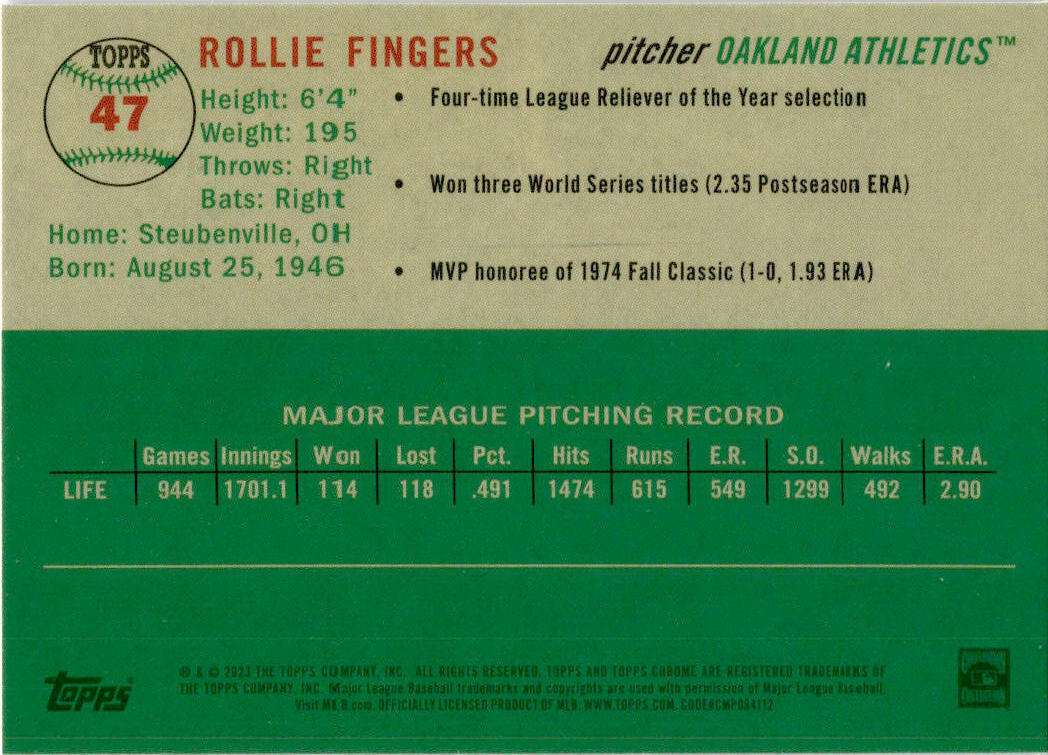 TOPPS
47
ROLLIE FINGERS
pitcher OAKLAND ATHLETICS™
Height: 6'4"
Weight: 195
Throws: Right
Bats: Right
Home: Steubenville, OH
Born: August 25, 1946
• Four-time League Reliever of the Year selection
• Won three World Series titles (2.35 Postseason ERA)
• MVP honoree of 1974 Fall Classic (1-0, 1.93 ERA)
MAJOR LEAGUE PITCHING RECORD
Games Innings Won Lost Pct. Hits Runs E.R. S.O. Walks E.R.A.
LIFE 944 1701.1 114 118 .491 1474 615 549 1299 492 2.90
topps
® & © 2023 THE TOPPS COMPANY, INC. ALL RIGHTS RESERVED. TOPPS AND TOPPS CHROME ARE REGISTERED TRADEMARKS OF
THE TOPPS COMPANY, INC. Major League Baseball trademarks and copyrights are used with permission of Major League Baseball.
Visit MLB.com. OFFICIALLY LICENSED PRODUCT OF MLB. WWW.TOPPS.COM. CODE#CMP084112